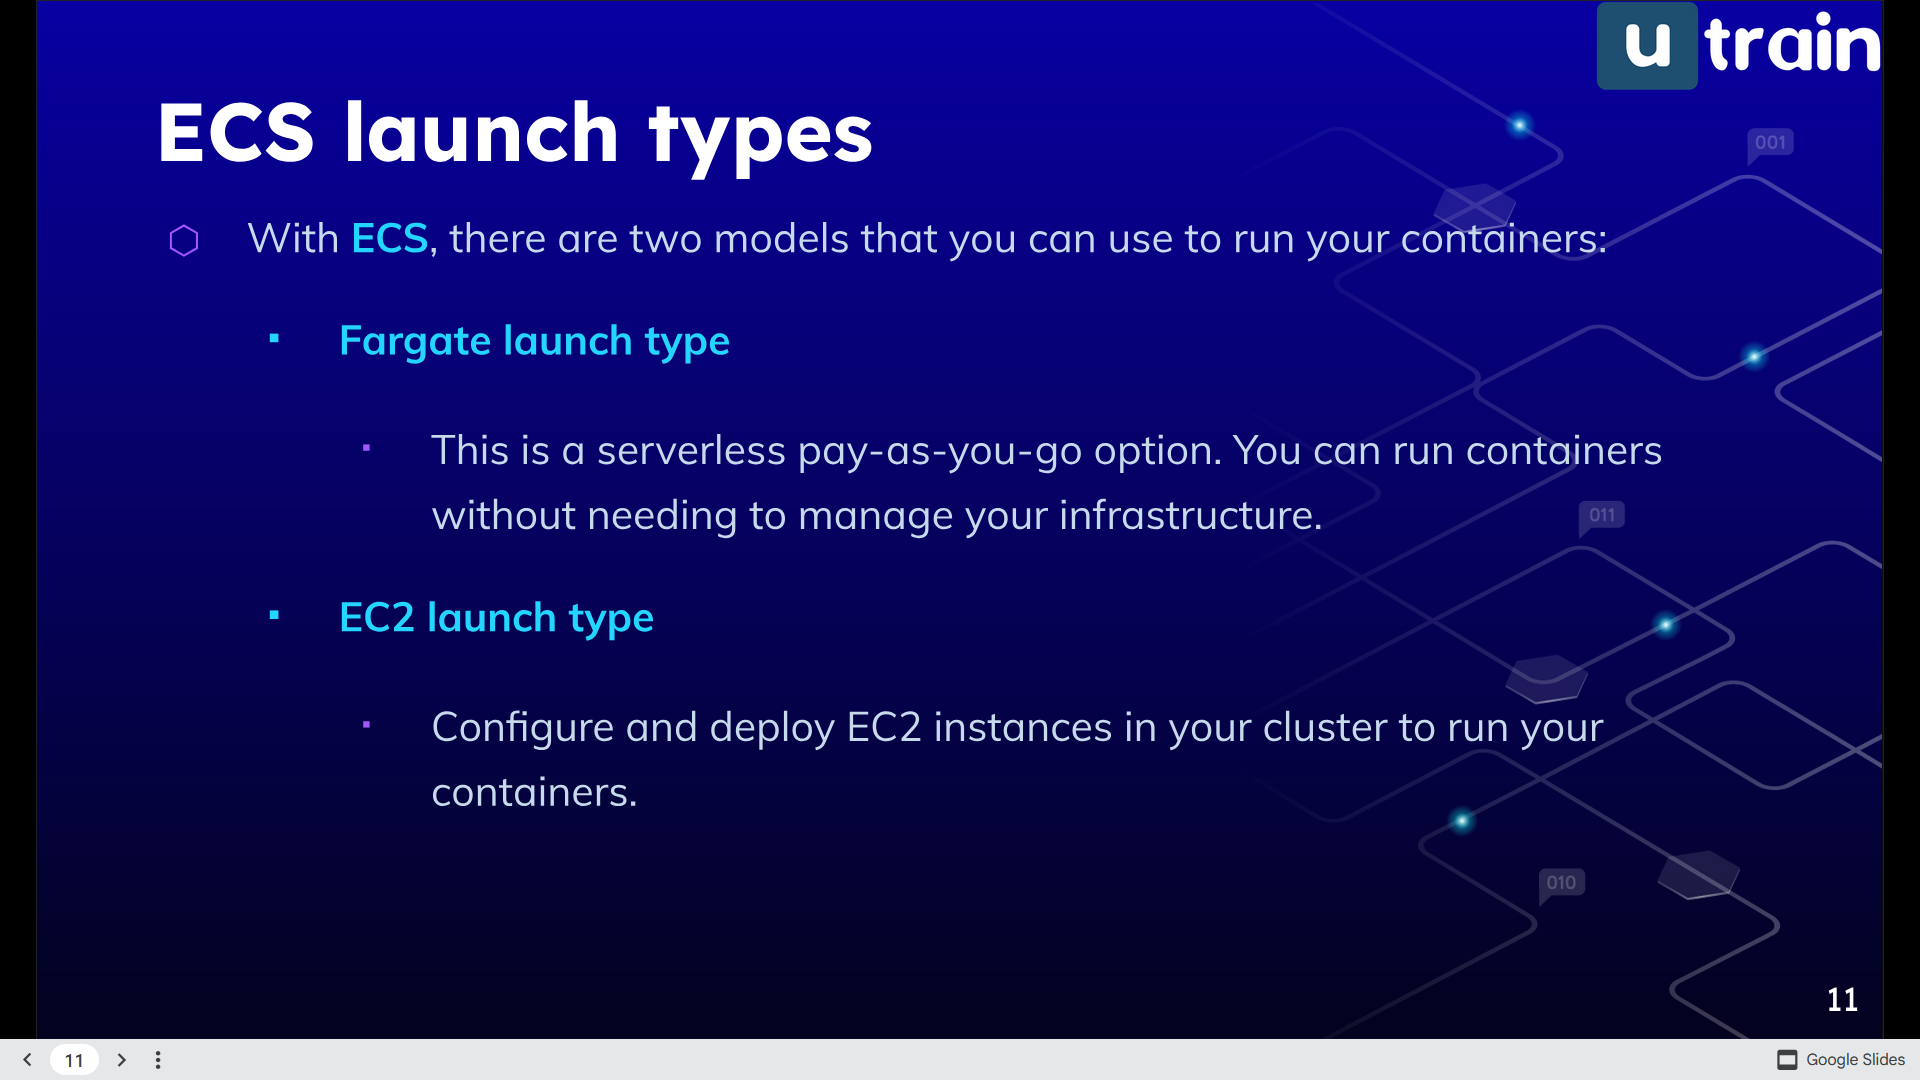 u train
ECS launch types
001
With ECS, there are two models that you can use to run your containers:
Fargate launch type
This is a serverless pay-as-you-go option. You can run containers
without needing to manage your infrastructure.
011
EC2 launch type
Configure and deploy EC2 instances in your cluster to run your
containers.
010
11
11
Google Slides